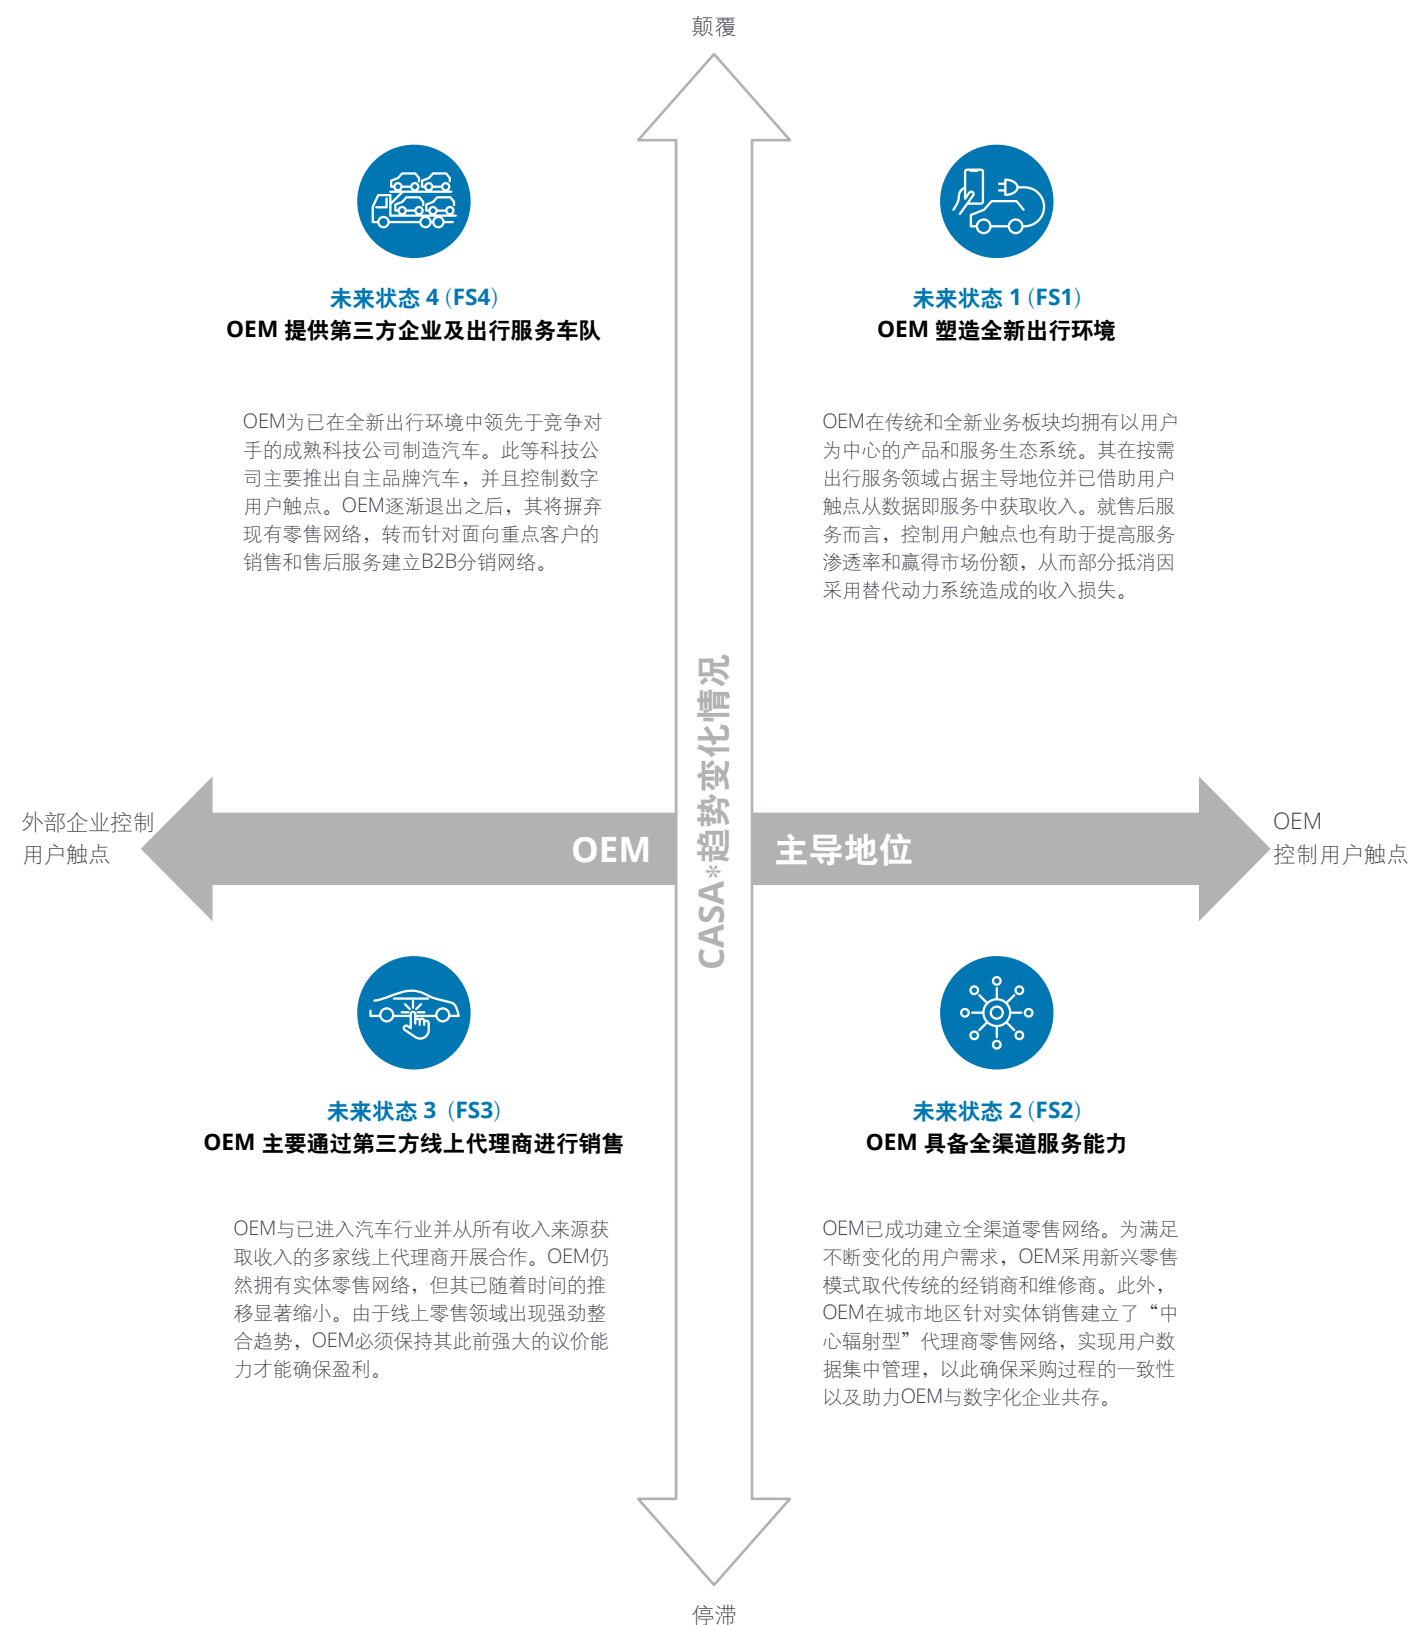 颠覆
未来状态 4 (FS4)
OEM 提供第三方企业及出行服务车队
OEM为已在全新出行环境中领先于竞争对
手的成熟科技公司制造汽车。此等科技公
司主要推出自主品牌汽车，并且控制数字
用户触点。OEM逐渐退出之后，其将摒弃
现有零售网络，转而针对面向重点客户的
销售和售后服务建立B2B分销网络。
未来状态 1 (FS1)
OEM 塑造全新出行环境
OEM在传统和全新业务板块均拥有以用户
为中心的产品和服务生态系统。其在按需
出行服务领域占据主导地位并已借助用户
触点从数据即服务中获取收入。就售后服
务而言，控制用户触点也有助于提高服务
渗透率和赢得市场份额，从而部分抵消因
采用替代动力系统造成的收入损失。
CASA*趋势变化情况
外部企业控制
用户触点
OEM 主导地位
OEM
控制用户触点
未来状态 3 (FS3)
OEM 主要通过第三方线上代理商进行销售
OEM与已进入汽车行业并从所有收入来源获
取收入的多家线上代理商开展合作。OEM仍
然拥有实体零售网络，但其已随着时间的推
移显著缩小。由于线上零售领域出现强劲整
合趋势，OEM必须保持其此前强大的议价能
力才能确保盈利。
未来状态 2 (FS2)
OEM 具备全渠道服务能力
OEM已成功建立全渠道零售网络。为满足
不断变化的用户需求，OEM采用新兴零售
模式取代传统的经销商和维修商。此外，
OEM在城市地区针对实体销售建立了“中
心辐射型”代理商零售网络，实现用户数
据集中管理，以此确保采购过程的一致性
以及助力OEM与数字化企业共存。
停滞